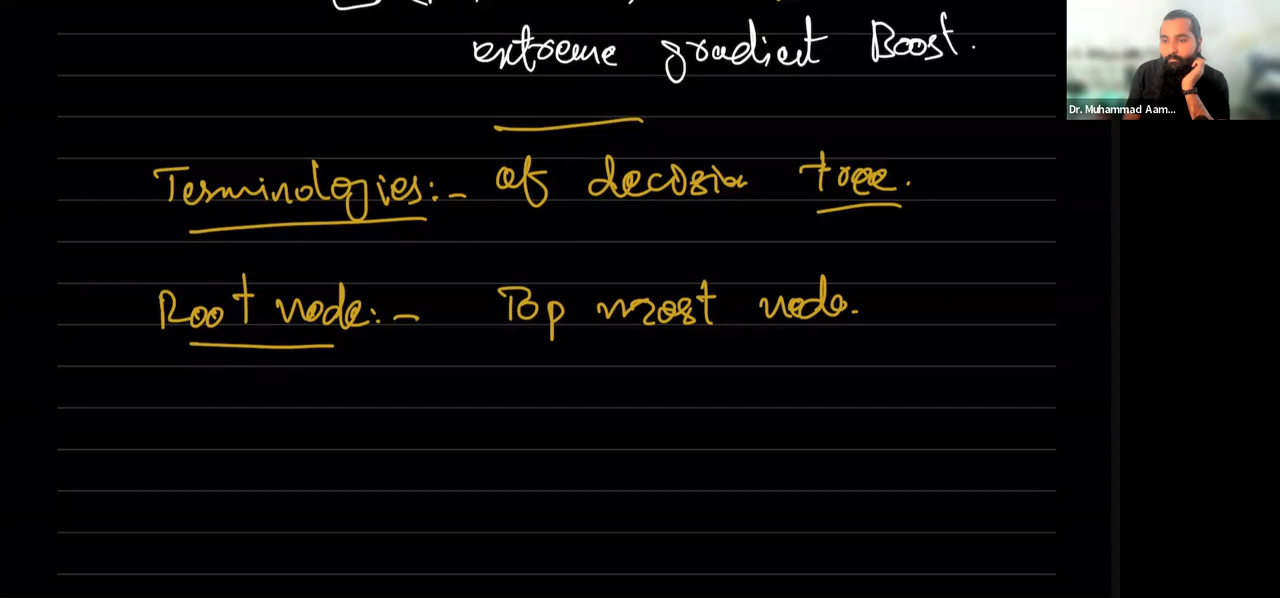 extreme gradient Boost.
Dr. Muhammad Aam...
Terminologies:- of decision tree.
Root node:- Top most node.